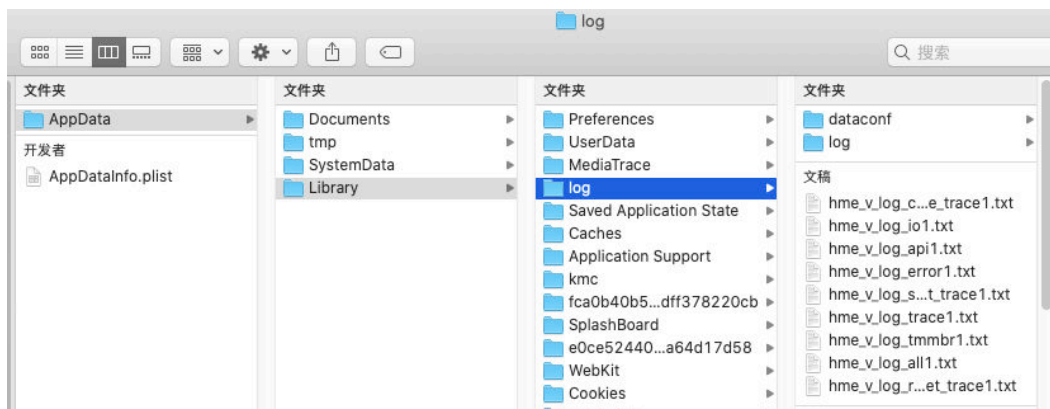 log
搜索
文件夹
AppData
开发者
AppDataInfo.plist
文件夹
Documents
tmp
SystemData
Library
文件夹
Preferences
UserData
MediaTrace
log
Saved Application State
Caches
Application Support
kmc
fca0b40b5...dff378220cb
SplashBoard
e0ce52440...a64d17d58
WebKit
Cookies
文件夹
dataconf
log
文稿
hme_v_log_c...e_trace1.txt
hme_v_log_io1.txt
hme_v_log_api1.txt
hme_v_log_error1.txt
hme_v_log_s...t_trace1.txt
hme_v_log_trace1.txt
hme_v_log_tmmbr1.txt
hme_v_log_all1.txt
hme_v_log_r...et_trace1.txt